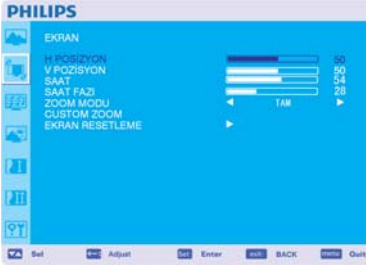 PHILIPS
EKRAN
H POZİZYON 50
V POZİSYON 50
SAAT 54
SAAT FAZI 28
ZOOM MODU TAM
CUSTOM ZOOM
EKRAN RESETLEME
Sel Adjust Set Enter exit BACK menu Quit